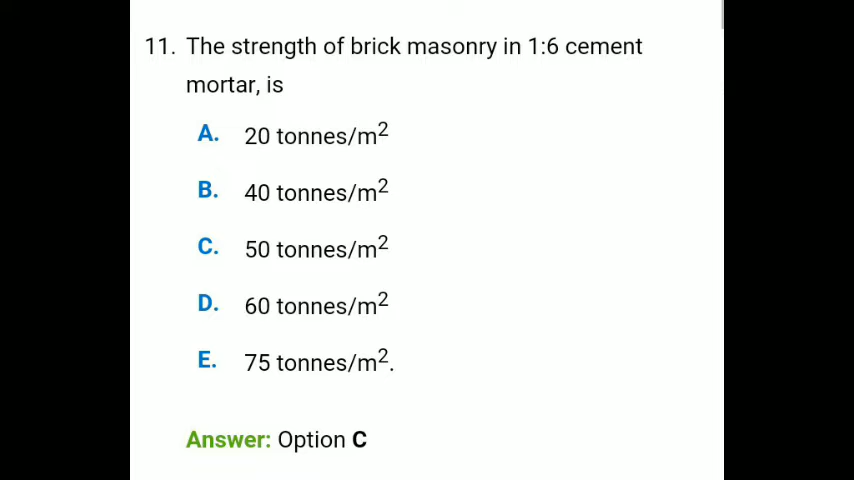 11. The strength of brick masonry in 1:6 cement
mortar, is
A. 20 tonnes/m²
B. 40 tonnes/m²
C. 50 tonnes/m²
D. 60 tonnes/m²
E. 75 tonnes/m².
Answer: Option C